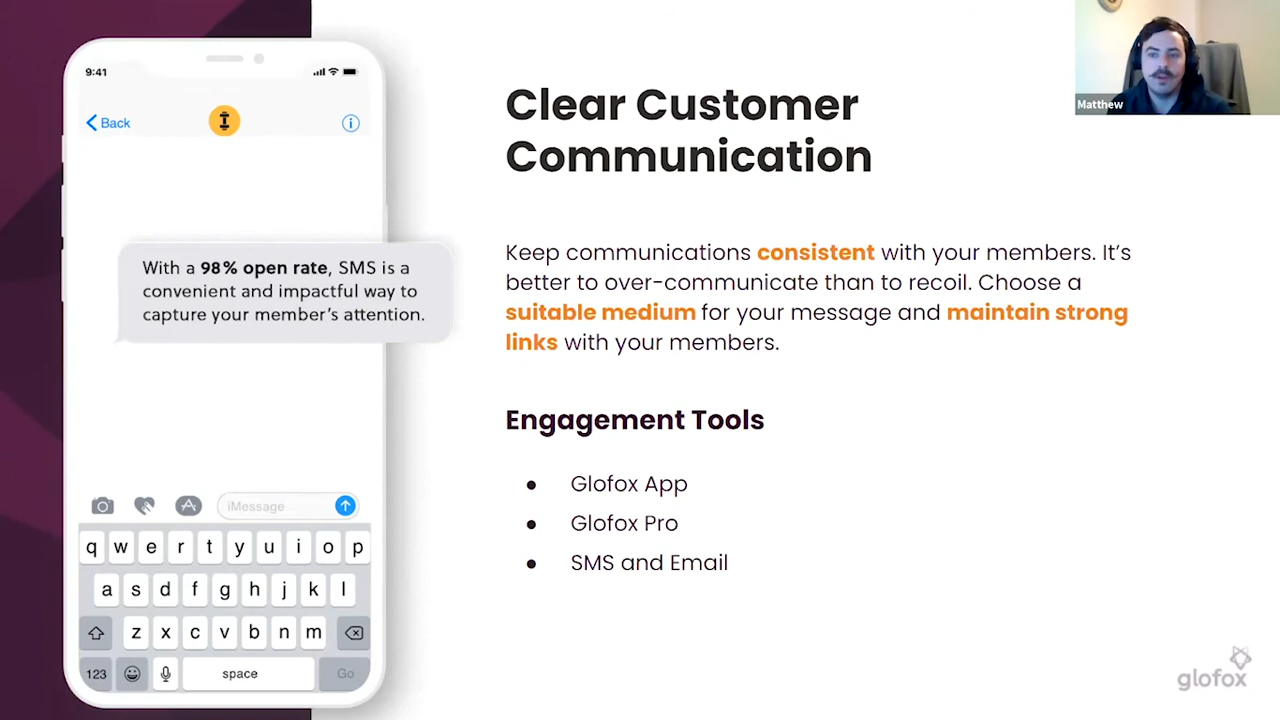 9:41
Back
With a 98% open rate, SMS is a
convenient and impactful way to
capture your member's attention.
iMessage
q w e r t y u i o p
a s d f g h j k l
z x c v b n m
123 space Go
Clear Customer
Communication
Keep communications consistent with your members. It's
better to over-communicate than to recoil. Choose a
suitable medium for your message and maintain strong
links with your members.
Engagement Tools
● Glofox App
● Glofox Pro
● SMS and Email
Matthew
glofox